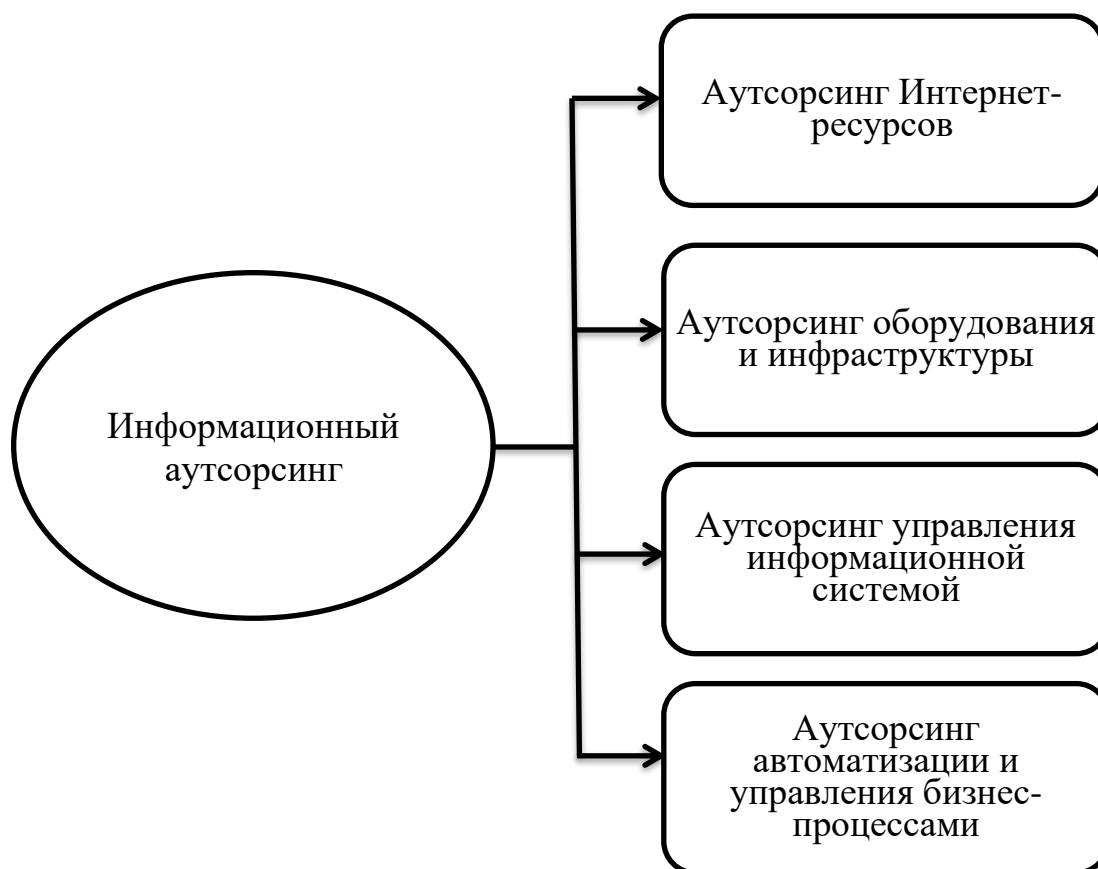 Аутсорсинг Интернет-
ресурсов
Аутсорсинг оборудования
и инфраструктуры
Информационный
аутсорсинг
Аутсорсинг управления
информационной
системой
Аутсорсинг
автоматизации и
управления бизнес-
процессами